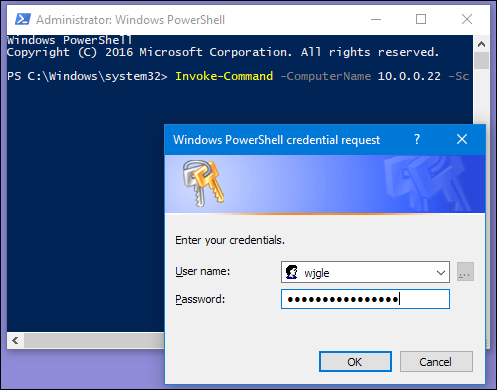 Administrator: Windows PowerShell
Windows PowerShell
Copyright (C) 2016 Microsoft Corporation. All rights reserved.
PS C:\Windows\system32> Invoke-Command -ComputerName 10.0.0.22 -Sc
Windows PowerShell credential request
Enter your credentials.
User name: wjgle
...
Password: ••••••••••••••••
OK Cancel